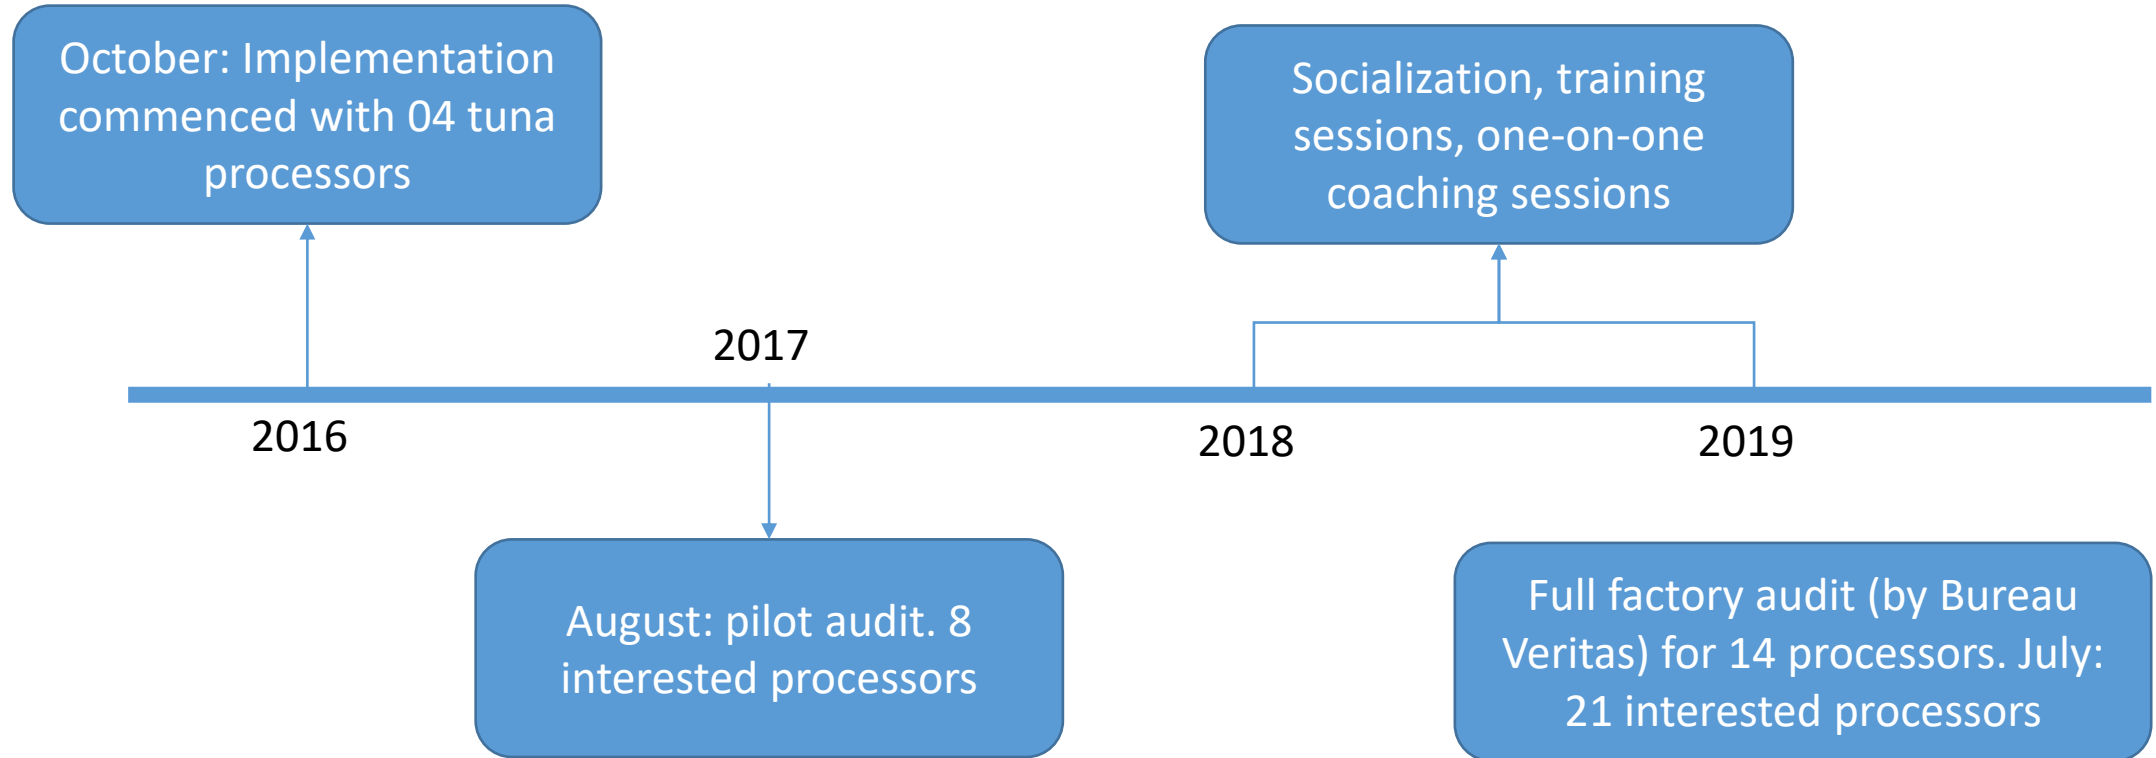 October: Implementation
commenced with 04 tuna
processors
Socialization, training
sessions, one-on-one
coaching sessions
2017
2016
2018
2019
August: pilot audit. 8
interested processors
Full factory audit (by Bureau
Veritas) for 14 processors. July:
21 interested processors